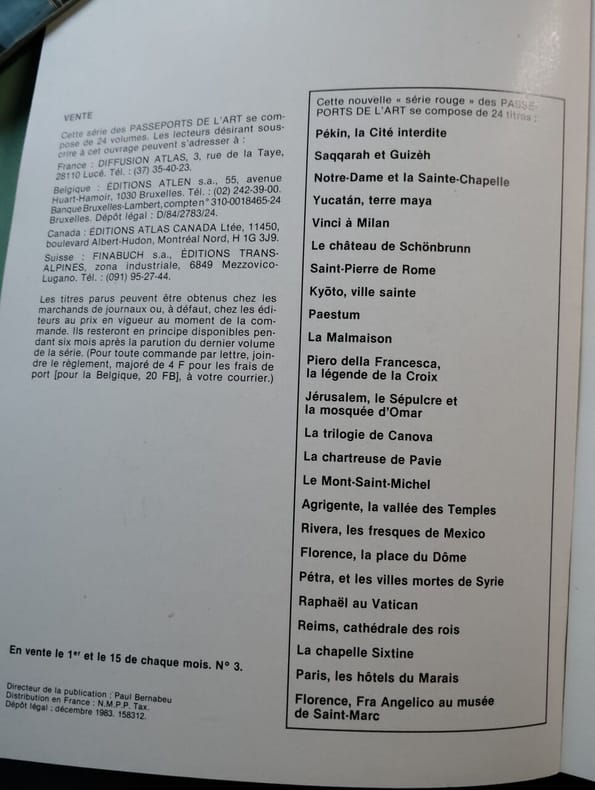 VENTE
Cette série des PASSEPORTS DE L'ART se com-
pose de 24 volumes. Les lecteurs désirant sous-
crire à cet ouvrage peuvent s'adresser à :
France : DIFFUSION ATLAS, 3, rue de la Taye,
28110 Lucé. Tél. : (37) 35-40-23.
Belgique : ÉDITIONS ATLEN s.a., 55, avenue
Huart-Hamoir, 1030 Bruxelles. Tél. : (02) 242-39-00.
Banque Bruxelles-Lambert, compte n° 310-0018465-24
Bruxelles. Dépôt légal : D/84/2783/24.
Canada : ÉDITIONS ATLAS CANADA Ltée, 11450,
boulevard Albert-Hudon, Montréal Nord, H 1G 3J9.
Suisse : FINABUCH s.a., ÉDITIONS TRANS-
ALPINES, zona industriale, 6849 Mezzovico-
Lugano. Tél. : (091) 95-27-44.
Les titres parus peuvent être obtenus chez les
marchands de journaux ou, à défaut, chez les édi-
teurs au prix en vigueur au moment de la com-
mande. Ils resteront en principe disponibles pen-
dant six mois après la parution du dernier volume
de la série. (Pour toute commande par lettre, join-
dre le règlement, majoré de 4 F pour les frais de
port [pour la Belgique, 20 FB], à votre courrier.)
En vente le 1er et le 15 de chaque mois. N° 3.
Directeur de la publication : Paul Bernabeu
Distribution en France : N.M.P.P. Tax.
Dépôt légal : décembre 1983. 158312.
Cette nouvelle « série rouge » des PASSE-
PORTS DE L'ART se compose de 24 titres :
Pékin, la Cité interdite
Saqqarah et Guizèh
Notre-Dame et la Sainte-Chapelle
Yucatán, terre maya
Vinci à Milan
Le château de Schönbrunn
Saint-Pierre de Rome
Kyōto, ville sainte
Paestum
La Malmaison
Piero della Francesca,
la légende de la Croix
Jérusalem, le Sépulcre et
la mosquée d'Omar
La trilogie de Canova
La chartreuse de Pavie
Le Mont-Saint-Michel
Agrigente, la vallée des Temples
Rivera, les fresques de Mexico
Florence, la place du Dôme
Pétra, et les villes mortes de Syrie
Raphaël au Vatican
Reims, cathédrale des rois
La chapelle Sixtine
Paris, les hôtels du Marais
Florence, Fra Angelico au musée
de Saint-Marc